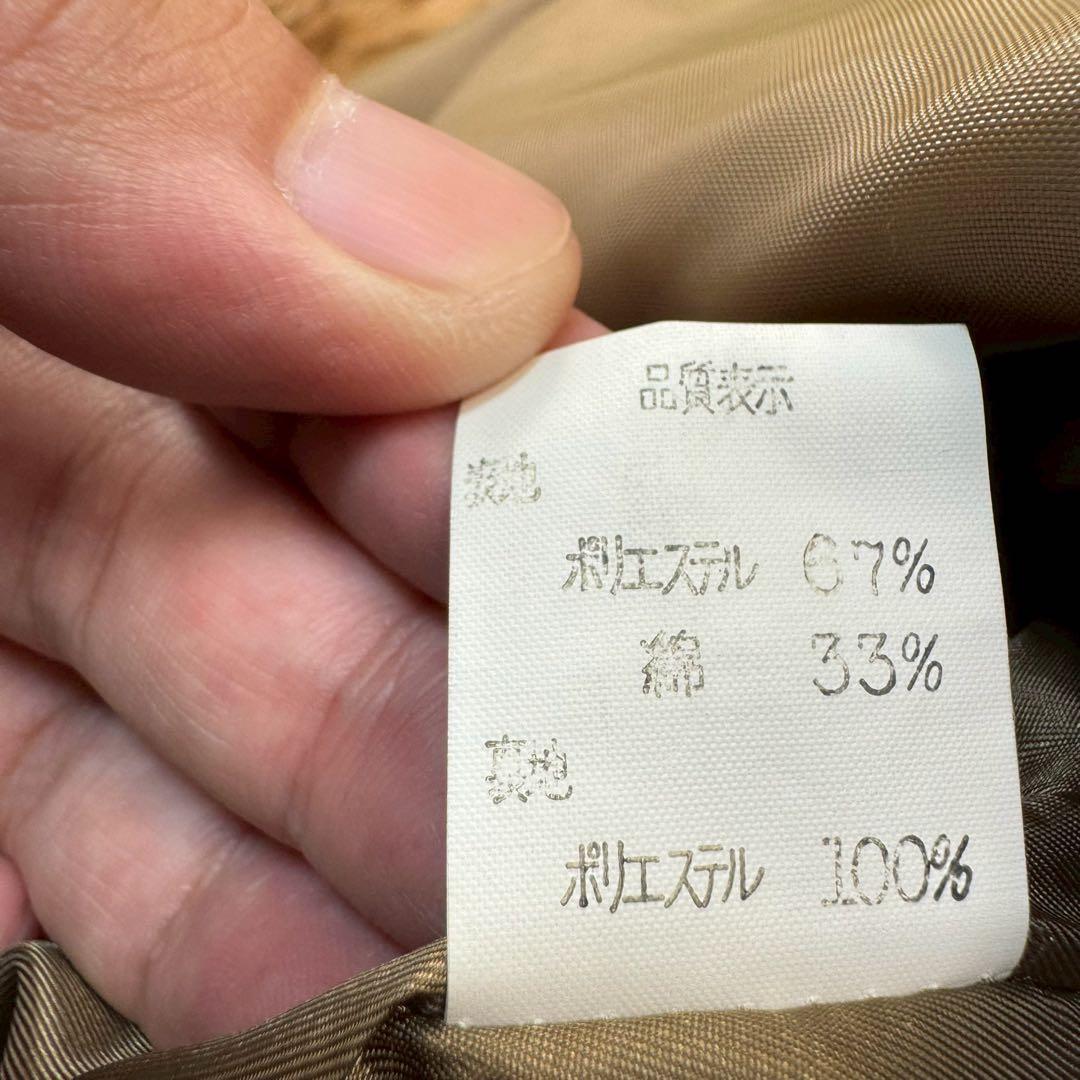 品質表示
表地
ポリエステル 67%
綿 33%
裏地
ポリエステル 100%